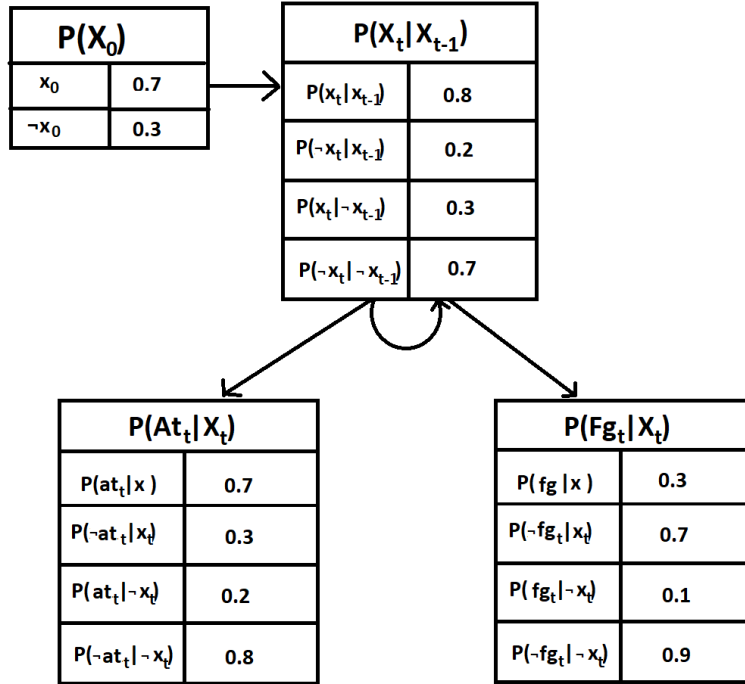 P(X₀)
x₀ 0.7
¬x₀ 0.3
P(Xₜ|Xₜ₋₁)
P(xₜ|xₜ₋₁) 0.8
P(¬xₜ|xₜ₋₁) 0.2
P(xₜ|¬xₜ₋₁) 0.3
P(¬xₜ|¬xₜ₋₁) 0.7
P(Atₜ|Xₜ)
P(atₜ|x ) 0.7
P(¬atₜ|xₜ) 0.3
P(atₜ|¬xₜ) 0.2
P(¬atₜ|¬xₜ) 0.8
P(Fgₜ|Xₜ)
P( fg |x ) 0.3
P(¬fgₜ|xₜ) 0.7
P( fgₜ|¬xₜ) 0.1
P(¬fgₜ|¬xₜ) 0.9